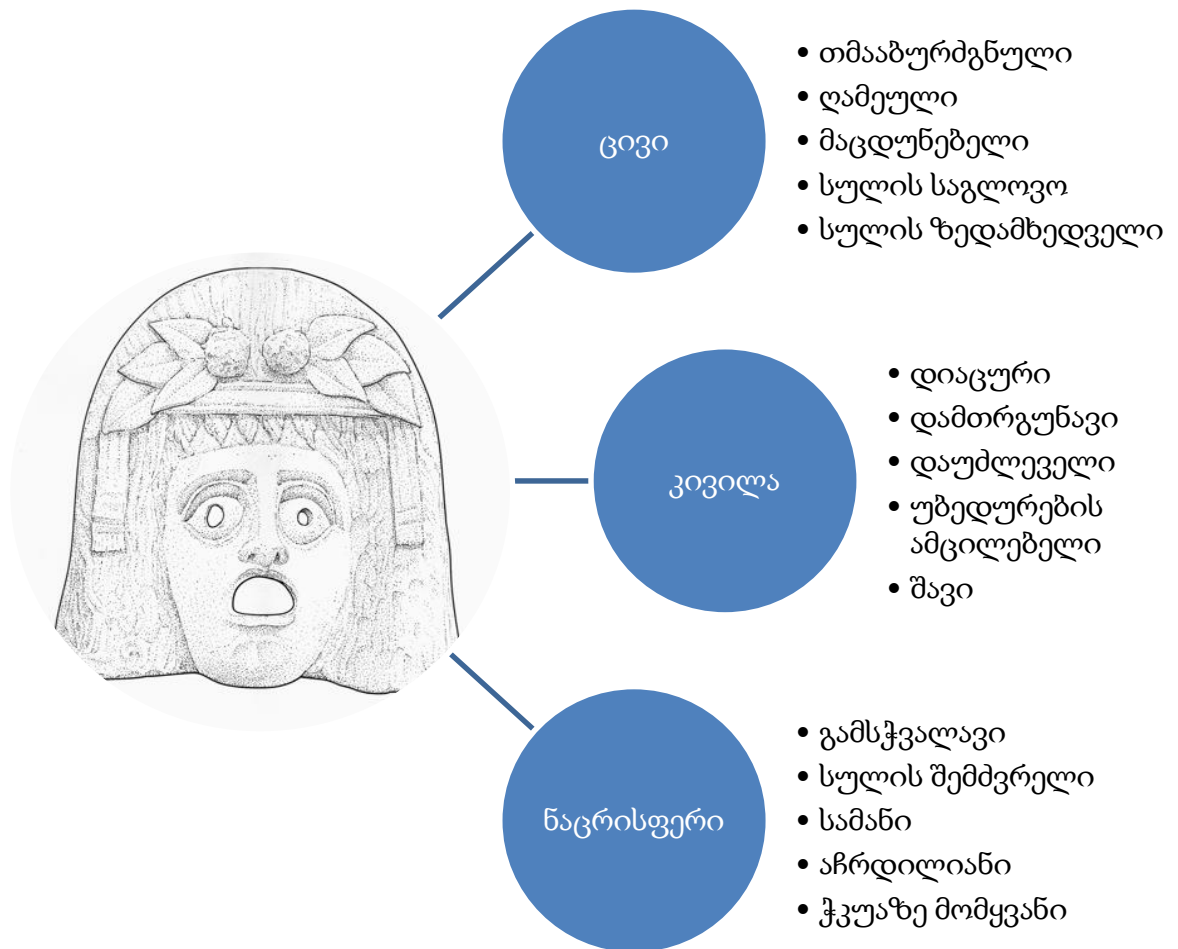 ცივი
• თმააბურძგნული
• ღამეული
• მაცდუნებელი
• სულის საგლოვო
• სულის ზედამხედველი
კივილა
• დიაცური
• დამთრგუნავი
• დაუძლეველი
• უბედურების
ამცილებელი
• შავი
ნაცრისფერი
• გამსჭვალავი
• სულის შემძვრელი
• სამანი
• აჩრდილიანი
• ჭკუაზე მომყვანი